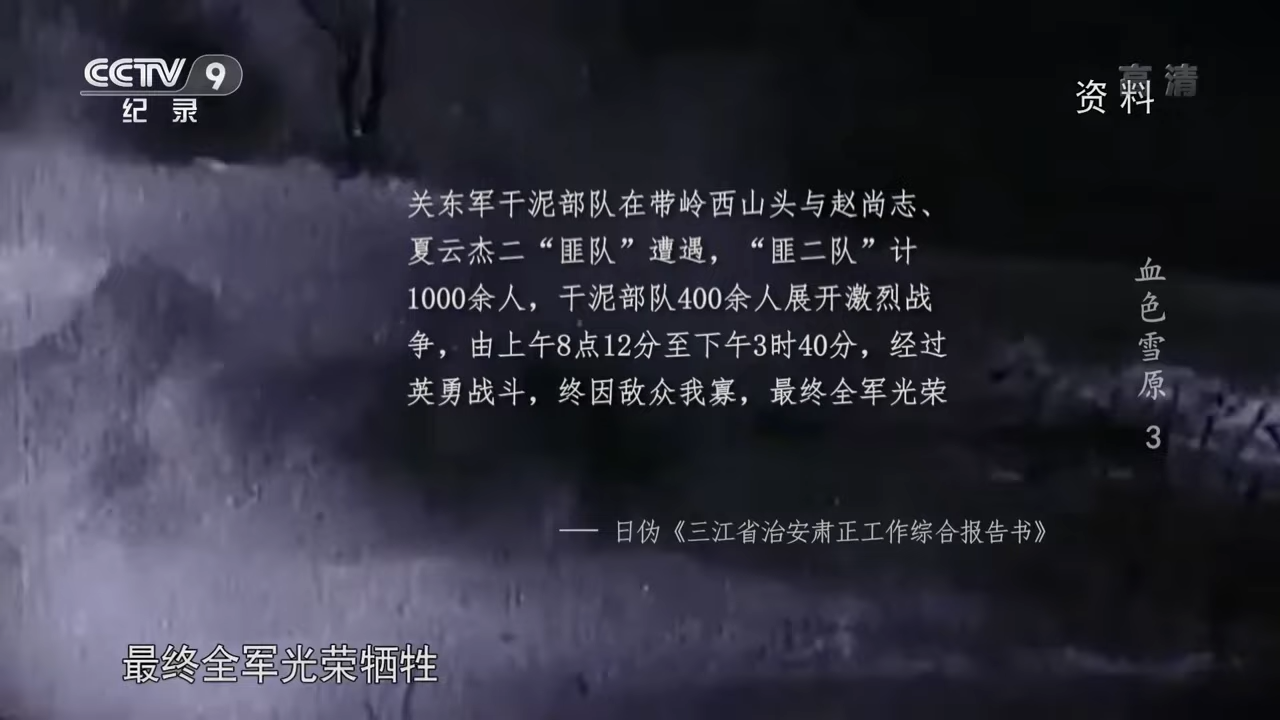 CCTV 9
纪录
高清
资料
关东军干泥部队在带岭西山头与赵尚志、
夏云杰二“匪队”遭遇，“匪二队”计
1000余人，干泥部队400余人展开激烈战
争，由上午8点12分至下午3时40分，经过
英勇战斗，终因敌众我寡，最终全军光荣
—— 日伪《三江省治安肃正工作综合报告书》
血色雪原 3
最终全军光荣牺牲